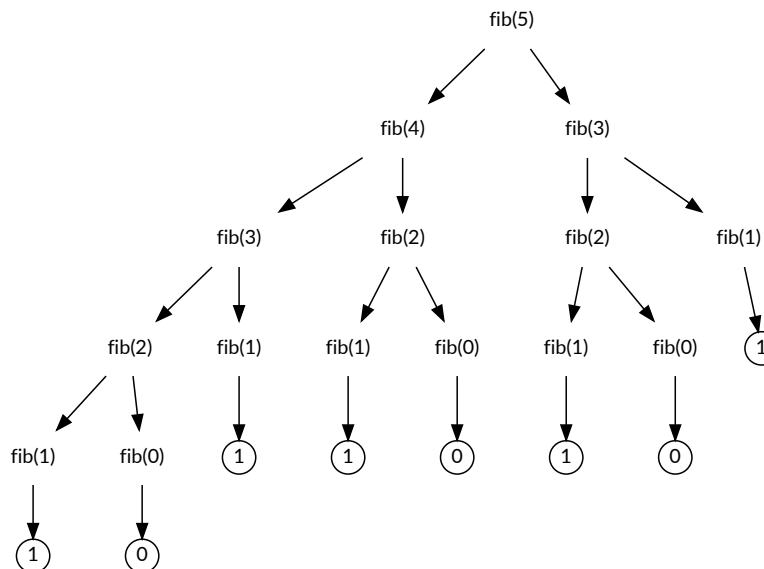 fib(5)
fib(4) fib(3)
fib(3) fib(2) fib(2) fib(1)
fib(2) fib(1) fib(1) fib(0) fib(1) fib(0) 1
fib(1) fib(0) 1 1 0 1 0
1 0